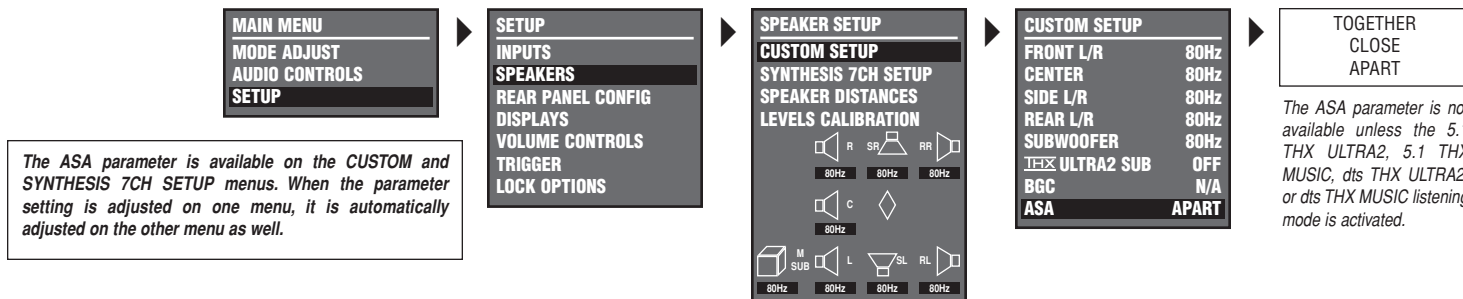 MAIN MENU
MODE ADJUST
AUDIO CONTROLS
SETUP
The ASA parameter is available on the CUSTOM and
SYNTHESIS 7CH SETUP menus. When the parameter
setting is adjusted on one menu, it is automatically
adjusted on the other menu as well.
SETUP
INPUTS
SPEAKERS
REAR PANEL CONFIG
DISPLAYS
VOLUME CONTROLS
TRIGGER
LOCK OPTIONS
SPEAKER SETUP
CUSTOM SETUP
SYNTHESIS 7CH SETUP
SPEAKER DISTANCES
LEVELS CALIBRATION
R SR RR
80Hz 80Hz 80Hz
C
80Hz
M SUB L SL RL
80Hz 80Hz 80Hz 80Hz
CUSTOM SETUP
FRONT L/R 80Hz
CENTER 80Hz
SIDE L/R 80Hz
REAR L/R 80Hz
SUBWOOFER 80Hz
THX ULTRA2 SUB OFF
BGC N/A
ASA APART
TOGETHER
CLOSE
APART
The ASA parameter is no
available unless the 5.1
THX ULTRA2, 5.1 THX
MUSIC, dts THX ULTRA2
or dts THX MUSIC listening
mode is activated.